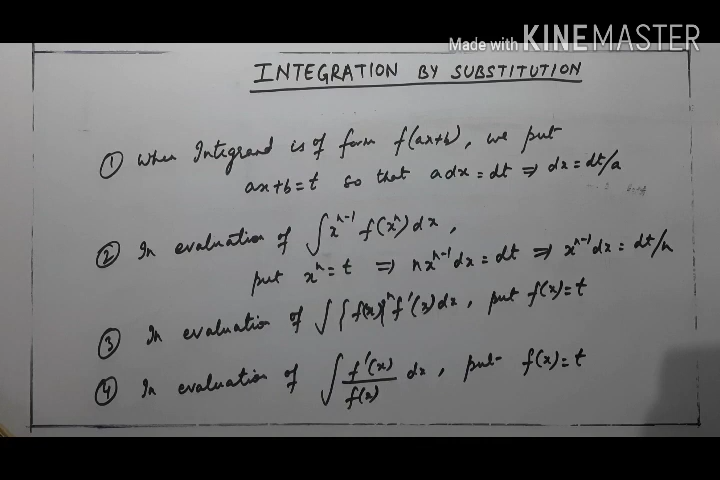 Made with KINEMASTER
INTEGRATION BY SUBSTITUTION
① When Integrand is of form f(ax+b), we put
ax+b=t so that adx=dt ⇒ dx=dt/a
② In evaluation of ∫x^(n-1) f(x^n)dx,
put x^n=t ⇒ nx^(n-1)dx=dt ⇒ x^(n-1)dx=dt/n
③ In evaluation of ∫{f(x)}^n f'(x)dx, put f(x)=t
④ In evaluation of ∫f'(x)/f(x) dx, put f(x)=t